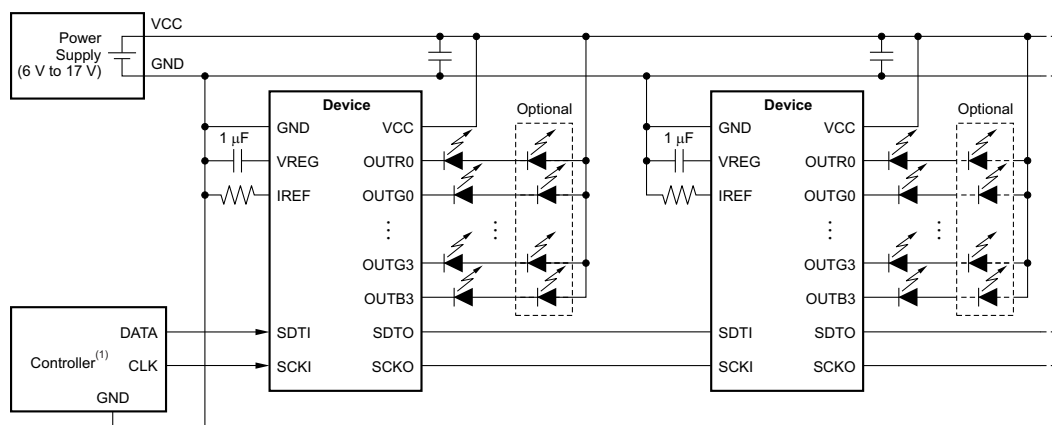 VCC
Power
Supply
(6 V to 17 V)
GND
Device
Optional
GND
VCC
1 µF
VREG
OUTR0
IREF
OUTG0
⋮
...
OUTG3
OUTB3
SDTI
SDTO
SCKI
SCKO
Device
Optional
GND
VCC
1 µF
VREG
OUTR0
IREF
OUTG0
⋮
...
OUTG3
OUTB3
SDTI
SDTO
SCKI
SCKO
DATA
Controller(1)
CLK
GND